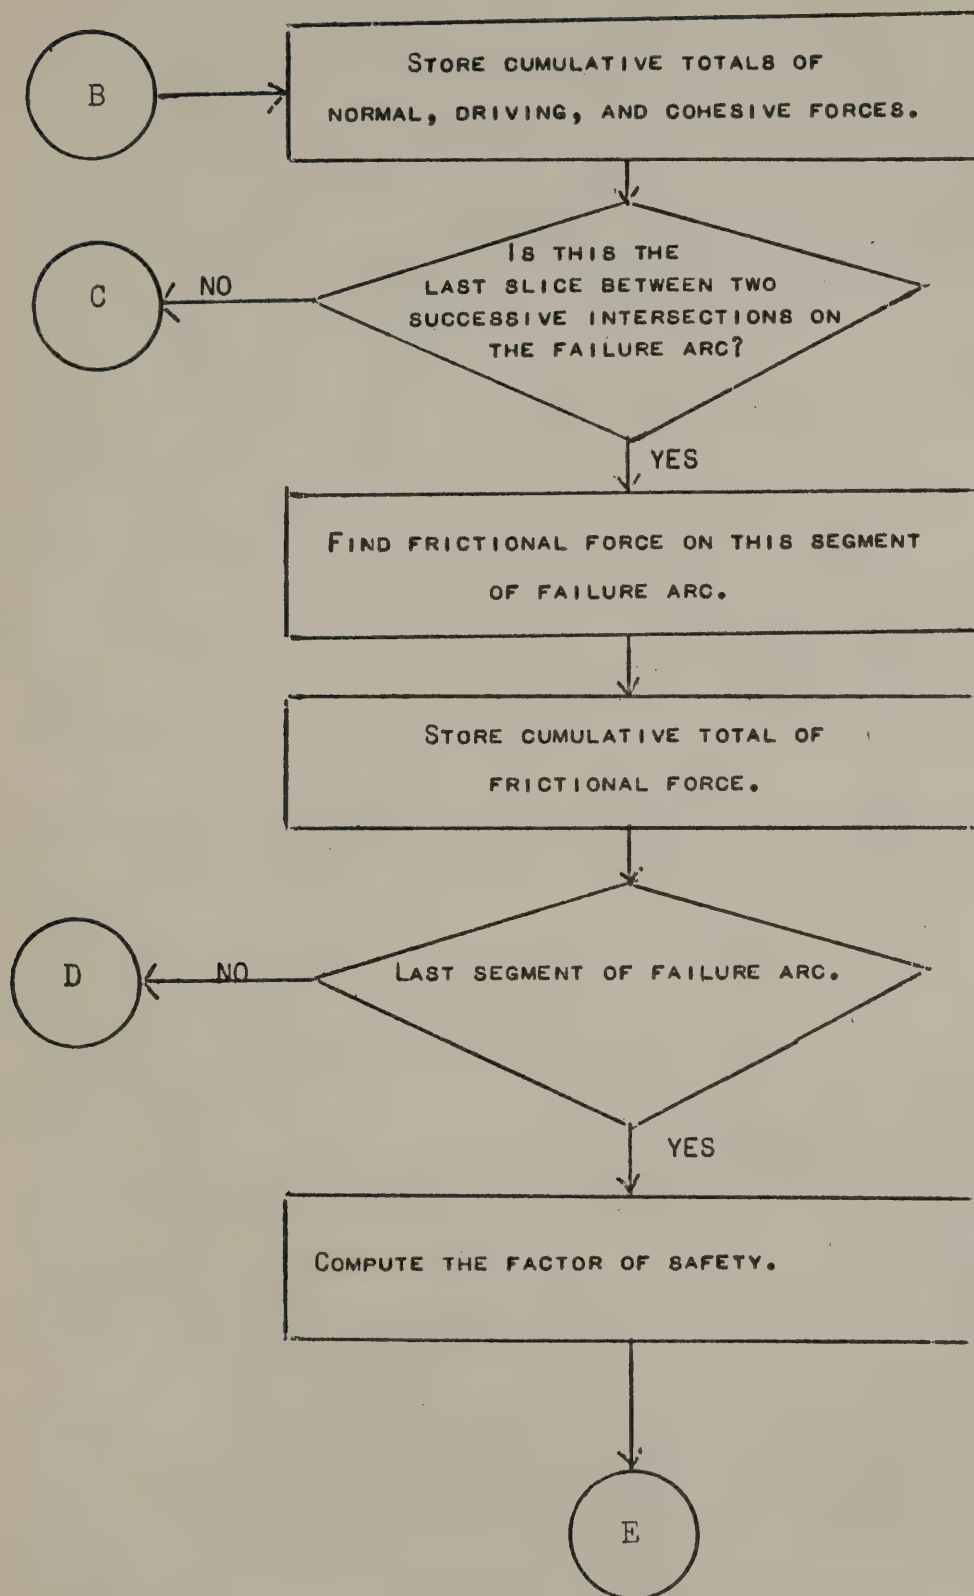 B
STORE CUMULATIVE TOTALS OF
NORMAL, DRIVING, AND COHESIVE FORCES.
IS THIS THE
LAST SLICE BETWEEN TWO
SUCCESSIVE INTERSECTIONS ON
THE FAILURE ARC?
NO
C
YES
FIND FRICTIONAL FORCE ON THIS SEGMENT
OF FAILURE ARC.
STORE CUMULATIVE TOTAL OF
FRICTIONAL FORCE.
LAST SEGMENT OF FAILURE ARC.
NO
D
YES
COMPUTE THE FACTOR OF SAFETY.
E